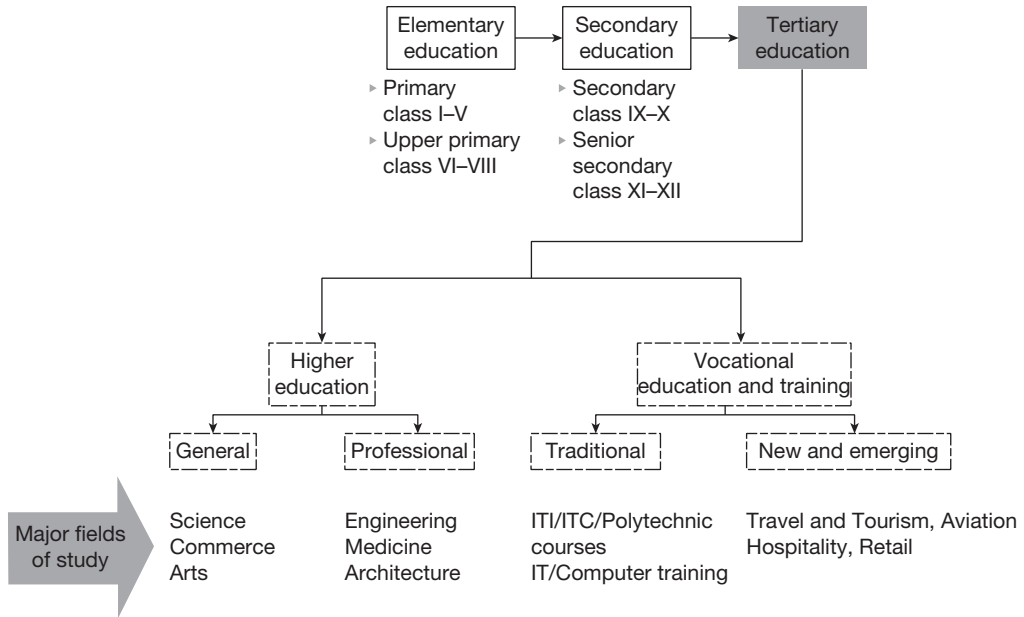 Elementary
education
Secondary
education
Tertiary
education
Primary
class I–V
Upper primary
class VI–VIII
Secondary
class IX–X
Senior
secondary
class XI–XII
Higher
education
Vocational
education and training
General
Professional
Traditional
New and emerging
Major fields
of study
Science
Commerce
Arts
Engineering
Medicine
Architecture
ITI/ITC/Polytechnic
courses
IT/Computer training
Travel and Tourism, Aviation
Hospitality, Retail